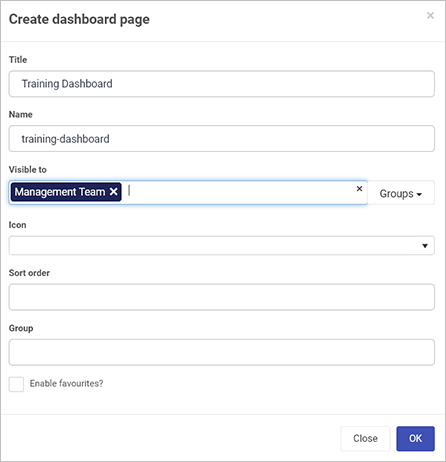 Create dashboard page ×
Title
Training Dashboard
Name
training-dashboard
Visible to
Management Team × × Groups
Icon
Sort order
Group
Enable favourites?
Close OK